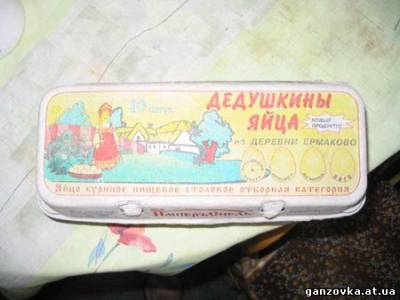 10 штук
ДЕДУШКИНЫ
ЯЙЦА
НОВЫЙ
ПРОДУКТ!
ИЗ ДЕРЕВНИ ЕРМАКОВО
Яйцо куриное пищевое столовое отборная категория
ganzovka.at.ua